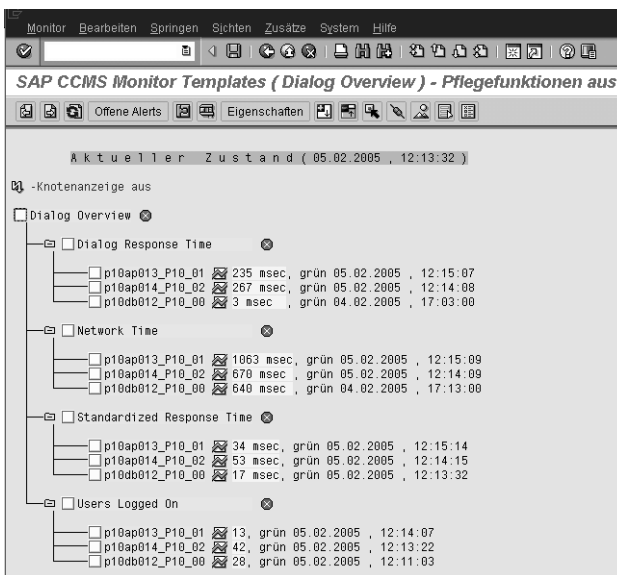 Monitor Bearbeiten Springen Sichten Zusätze System Hilfe
SAP CCMS Monitor Templates ( Dialog Overview ) - Pflegefunktionen aus
Offene Alerts Eigenschaften
A k t u e l l e r Z u s t a n d ( 05.02.2005 , 12:13:32 )
-Knotenanzeige aus
Dialog Overview
Dialog Response Time
p10ap013_P10_01 235 msec, grün 05.02.2005 , 12:15:07
p10ap014_P10_02 267 msec, grün 05.02.2005 , 12:14:08
p10db012_P10_00 3 msec , grün 04.02.2005 , 17:03:00
Network Time
p10ap013_P10_01 1063 msec, grün 05.02.2005 , 12:15:09
p10ap014_P10_02 670 msec , grün 05.02.2005 , 12:14:09
p10db012_P10_00 640 msec , grün 04.02.2005 , 17:13:00
Standardized Response Time
p10ap013_P10_01 34 msec, grün 05.02.2005 , 12:15:14
p10ap014_P10_02 53 msec, grün 05.02.2005 , 12:14:15
p10db012_P10_00 17 msec, grün 05.02.2005 , 12:13:32
Users Logged On
p10ap013_P10_01 13, grün 05.02.2005 , 12:14:07
p10ap014_P10_02 42, grün 05.02.2005 , 12:13:22
p10db012_P10_00 28, grün 05.02.2005 , 12:11:03